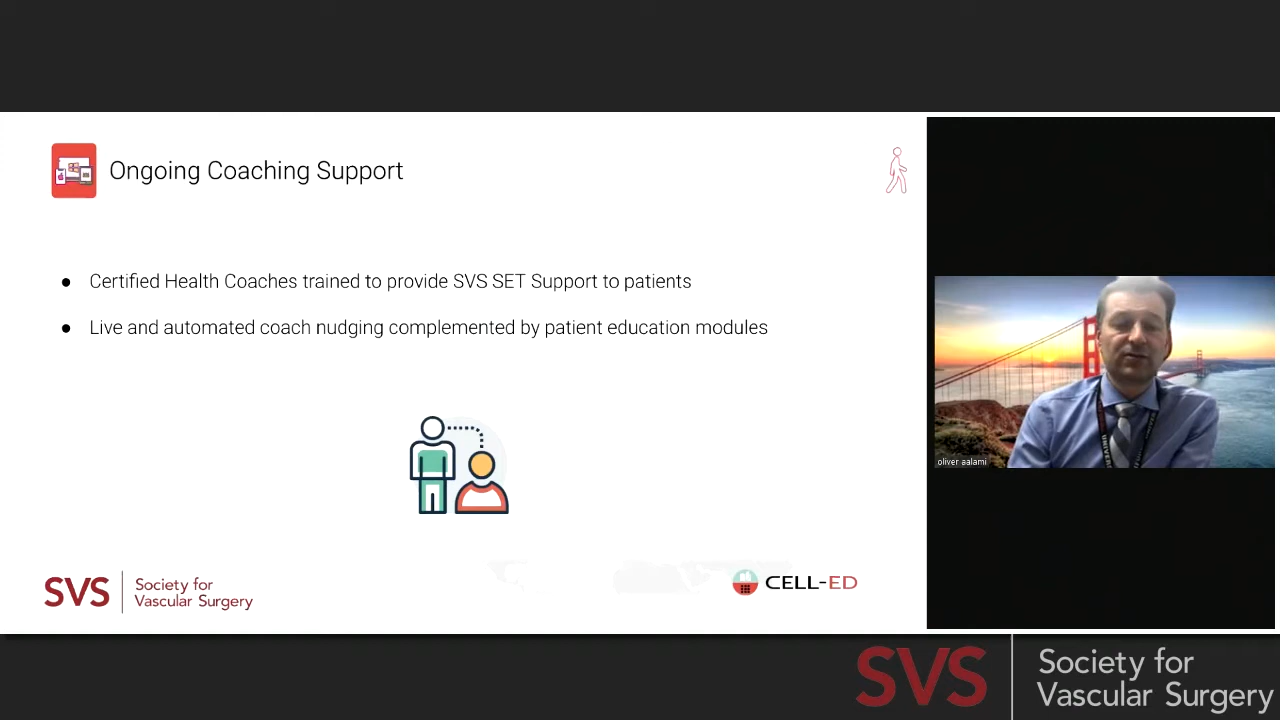 Ongoing Coaching Support
● Certified Health Coaches trained to provide SVS SET Support to patients
● Live and automated coach nudging complemented by patient education modules
oliver aalami
SVS
Society for
Vascular Surgery
CELL-ED
SVS
Society for
Vascular Surgery